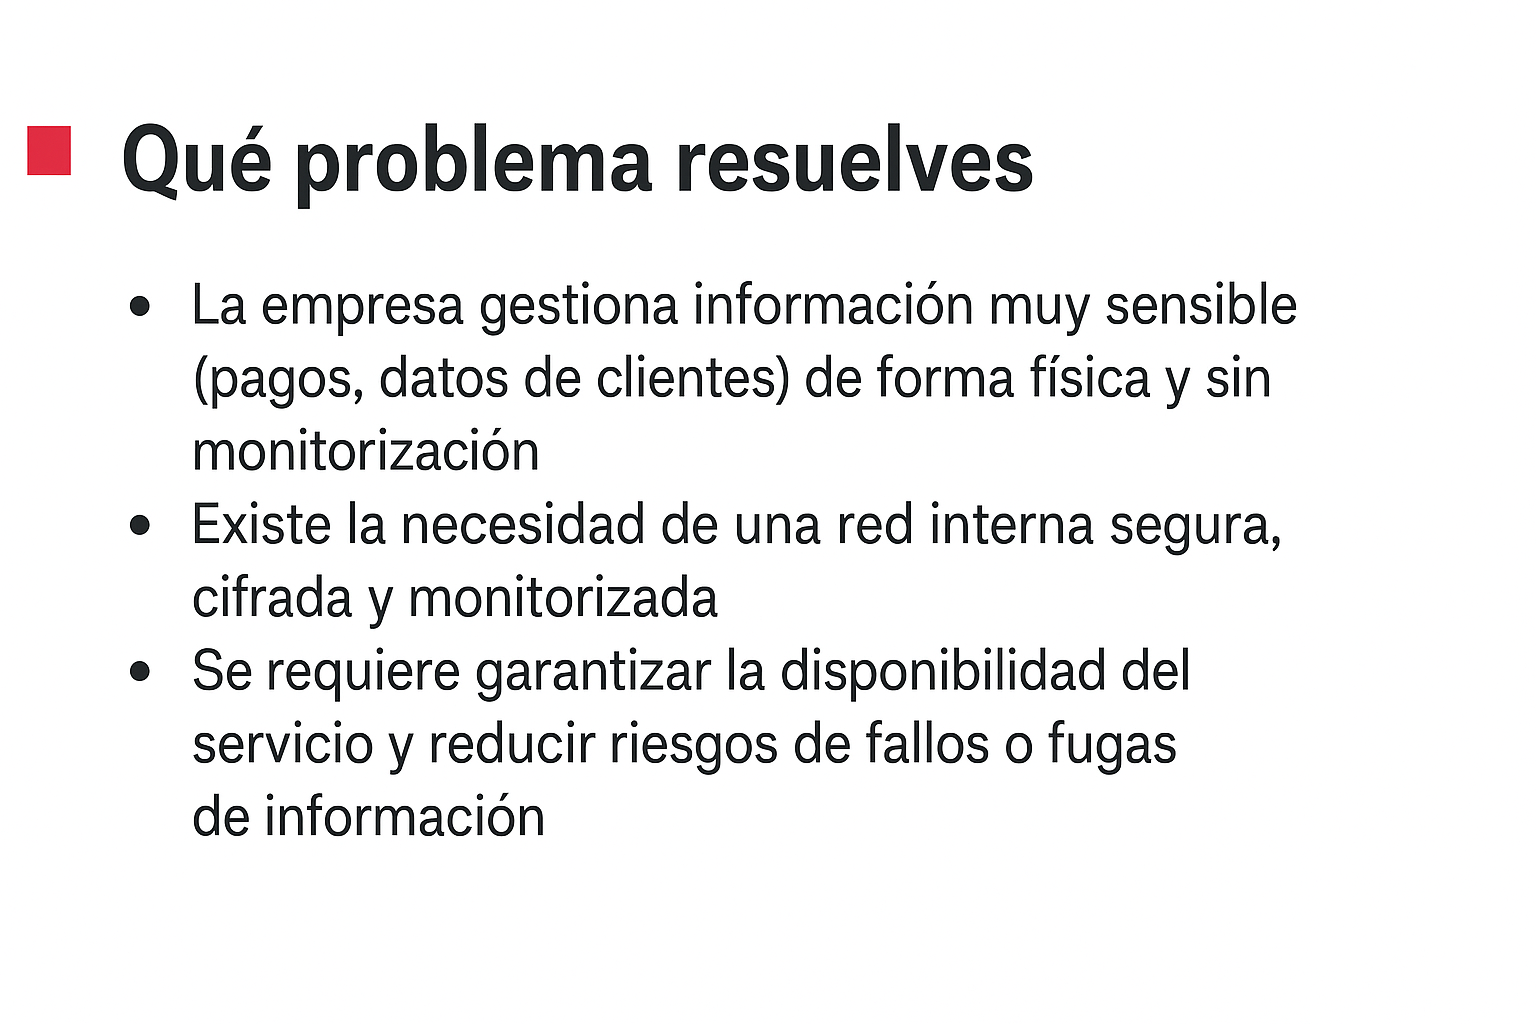 Qué problema resuelves
• La empresa gestiona información muy sensible
(pagos, datos de clientes) de forma física y sin
monitorización
• Existe la necesidad de una red interna segura,
cifrada y monitorizada
• Se requiere garantizar la disponibilidad del
servicio y reducir riesgos de fallos o fugas
de información